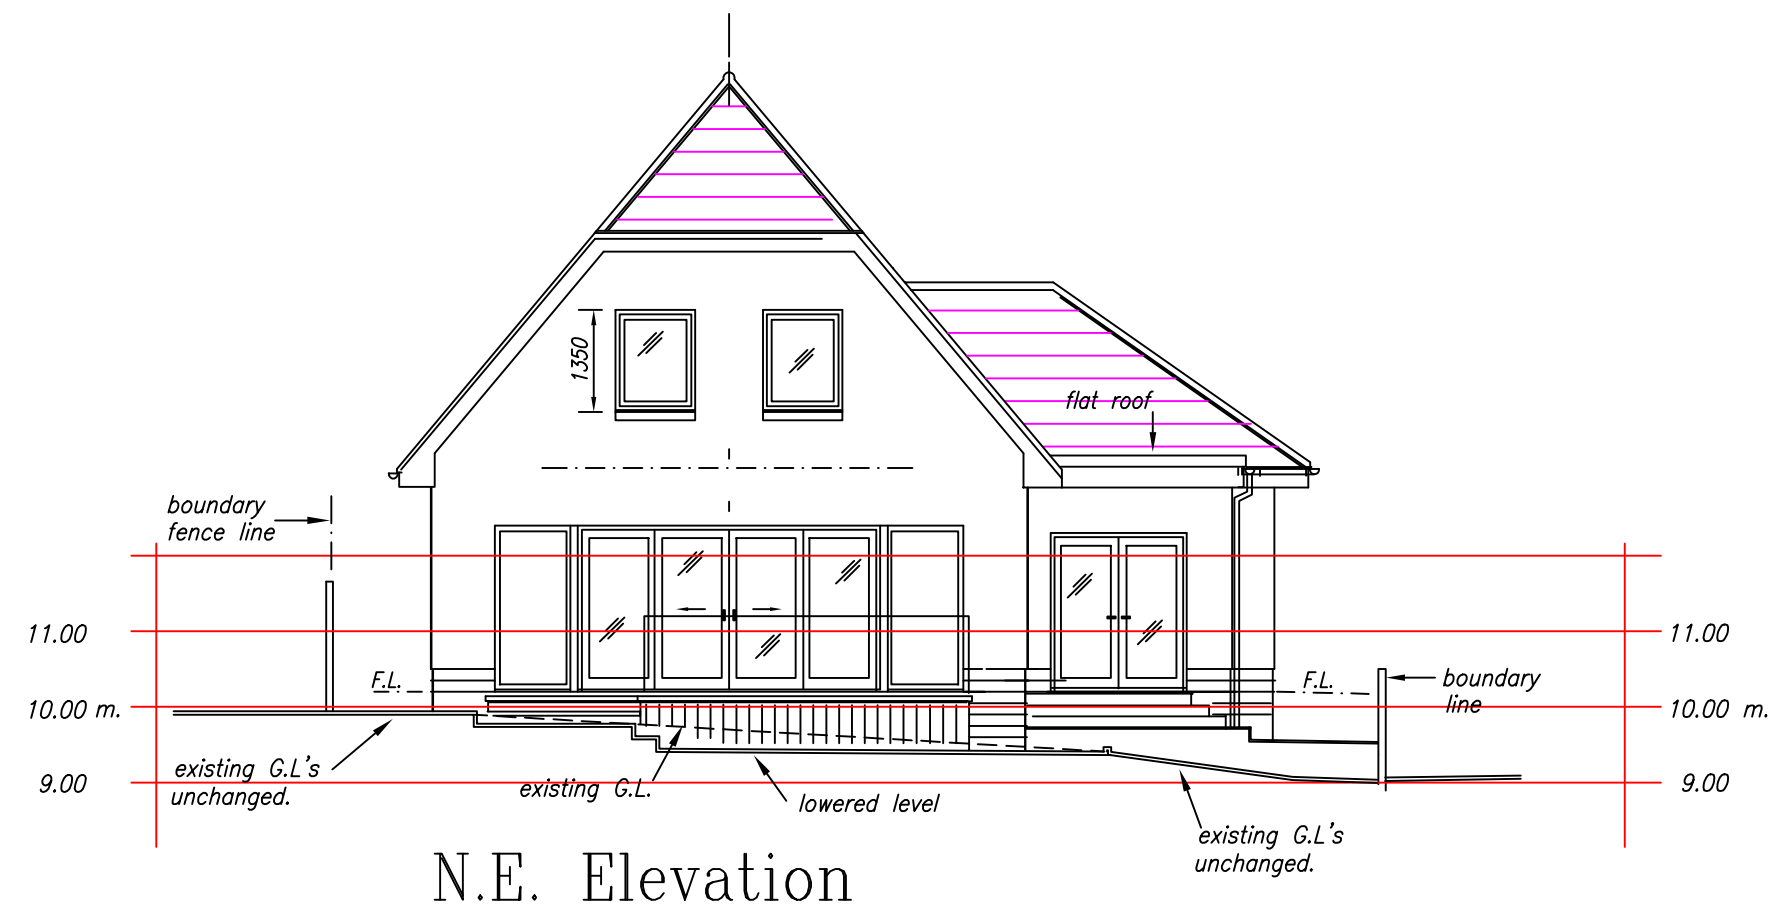 flat roof
1350
boundary
fence line
11.00
11.00
F.L.
F.L.
boundary
line
10.00 m.
10.00 m.
existing G.L's
unchanged.
existing G.L.
lowered level
9.00
9.00
existing G.L's
unchanged.
N.E. Elevation